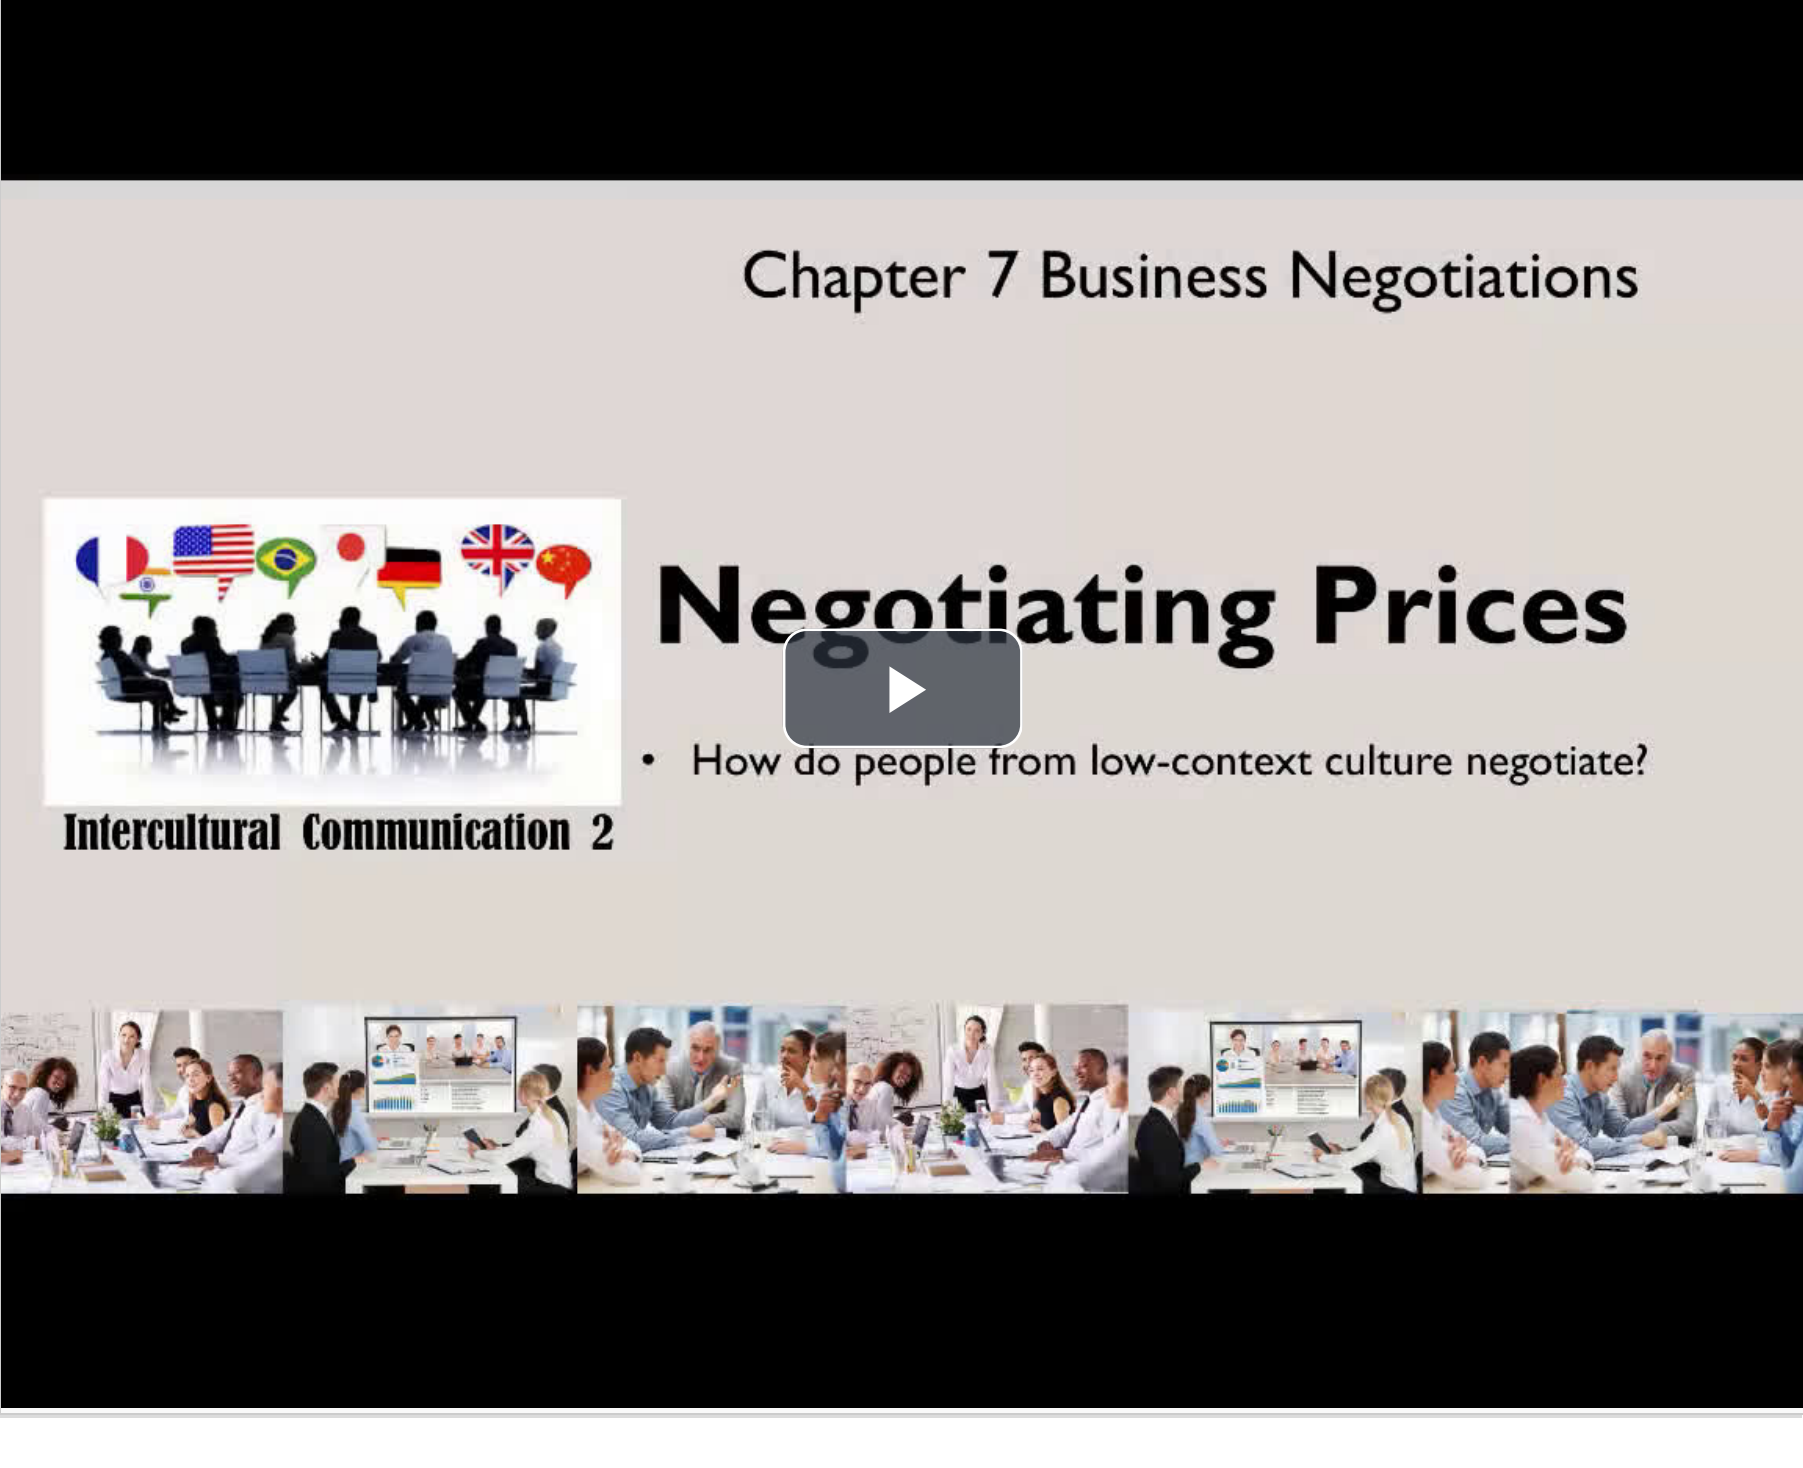 Chapter 7 Business Negotiations
Negotiating Prices
• How do people from low-context culture negotiate?
Intercultural Communication 2